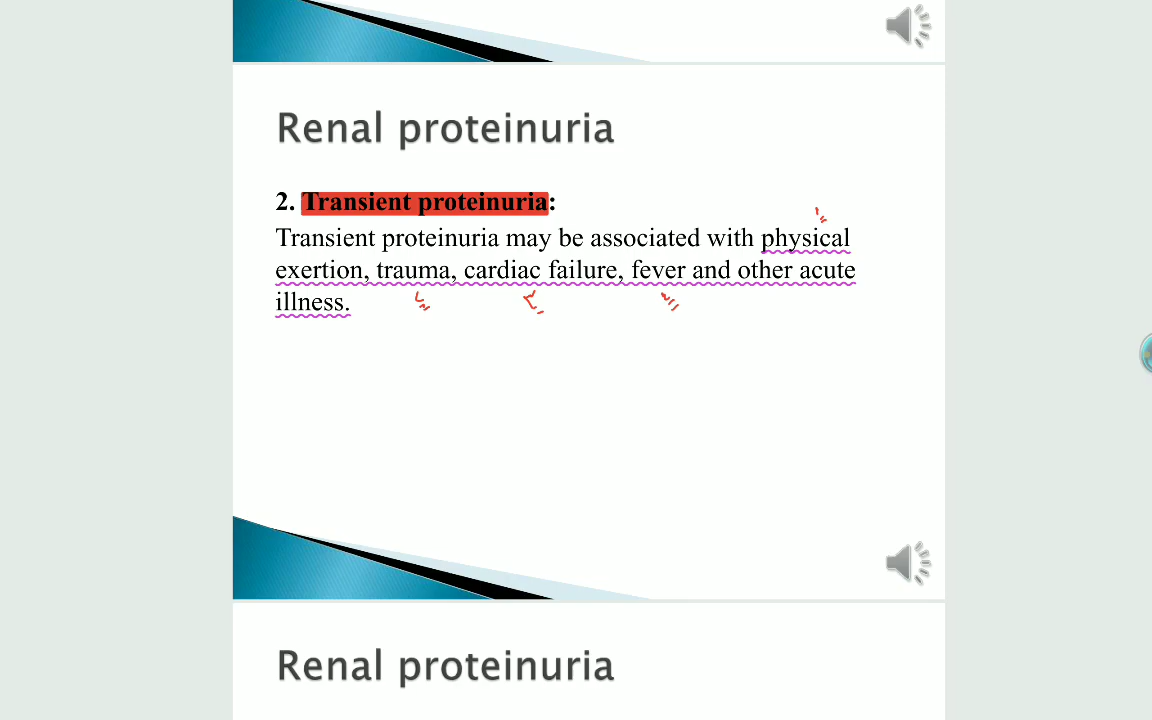 Renal proteinuria
2. Transient proteinuria:
Transient proteinuria may be associated with physical
exertion, trauma, cardiac failure, fever and other acute
illness.
Renal proteinuria